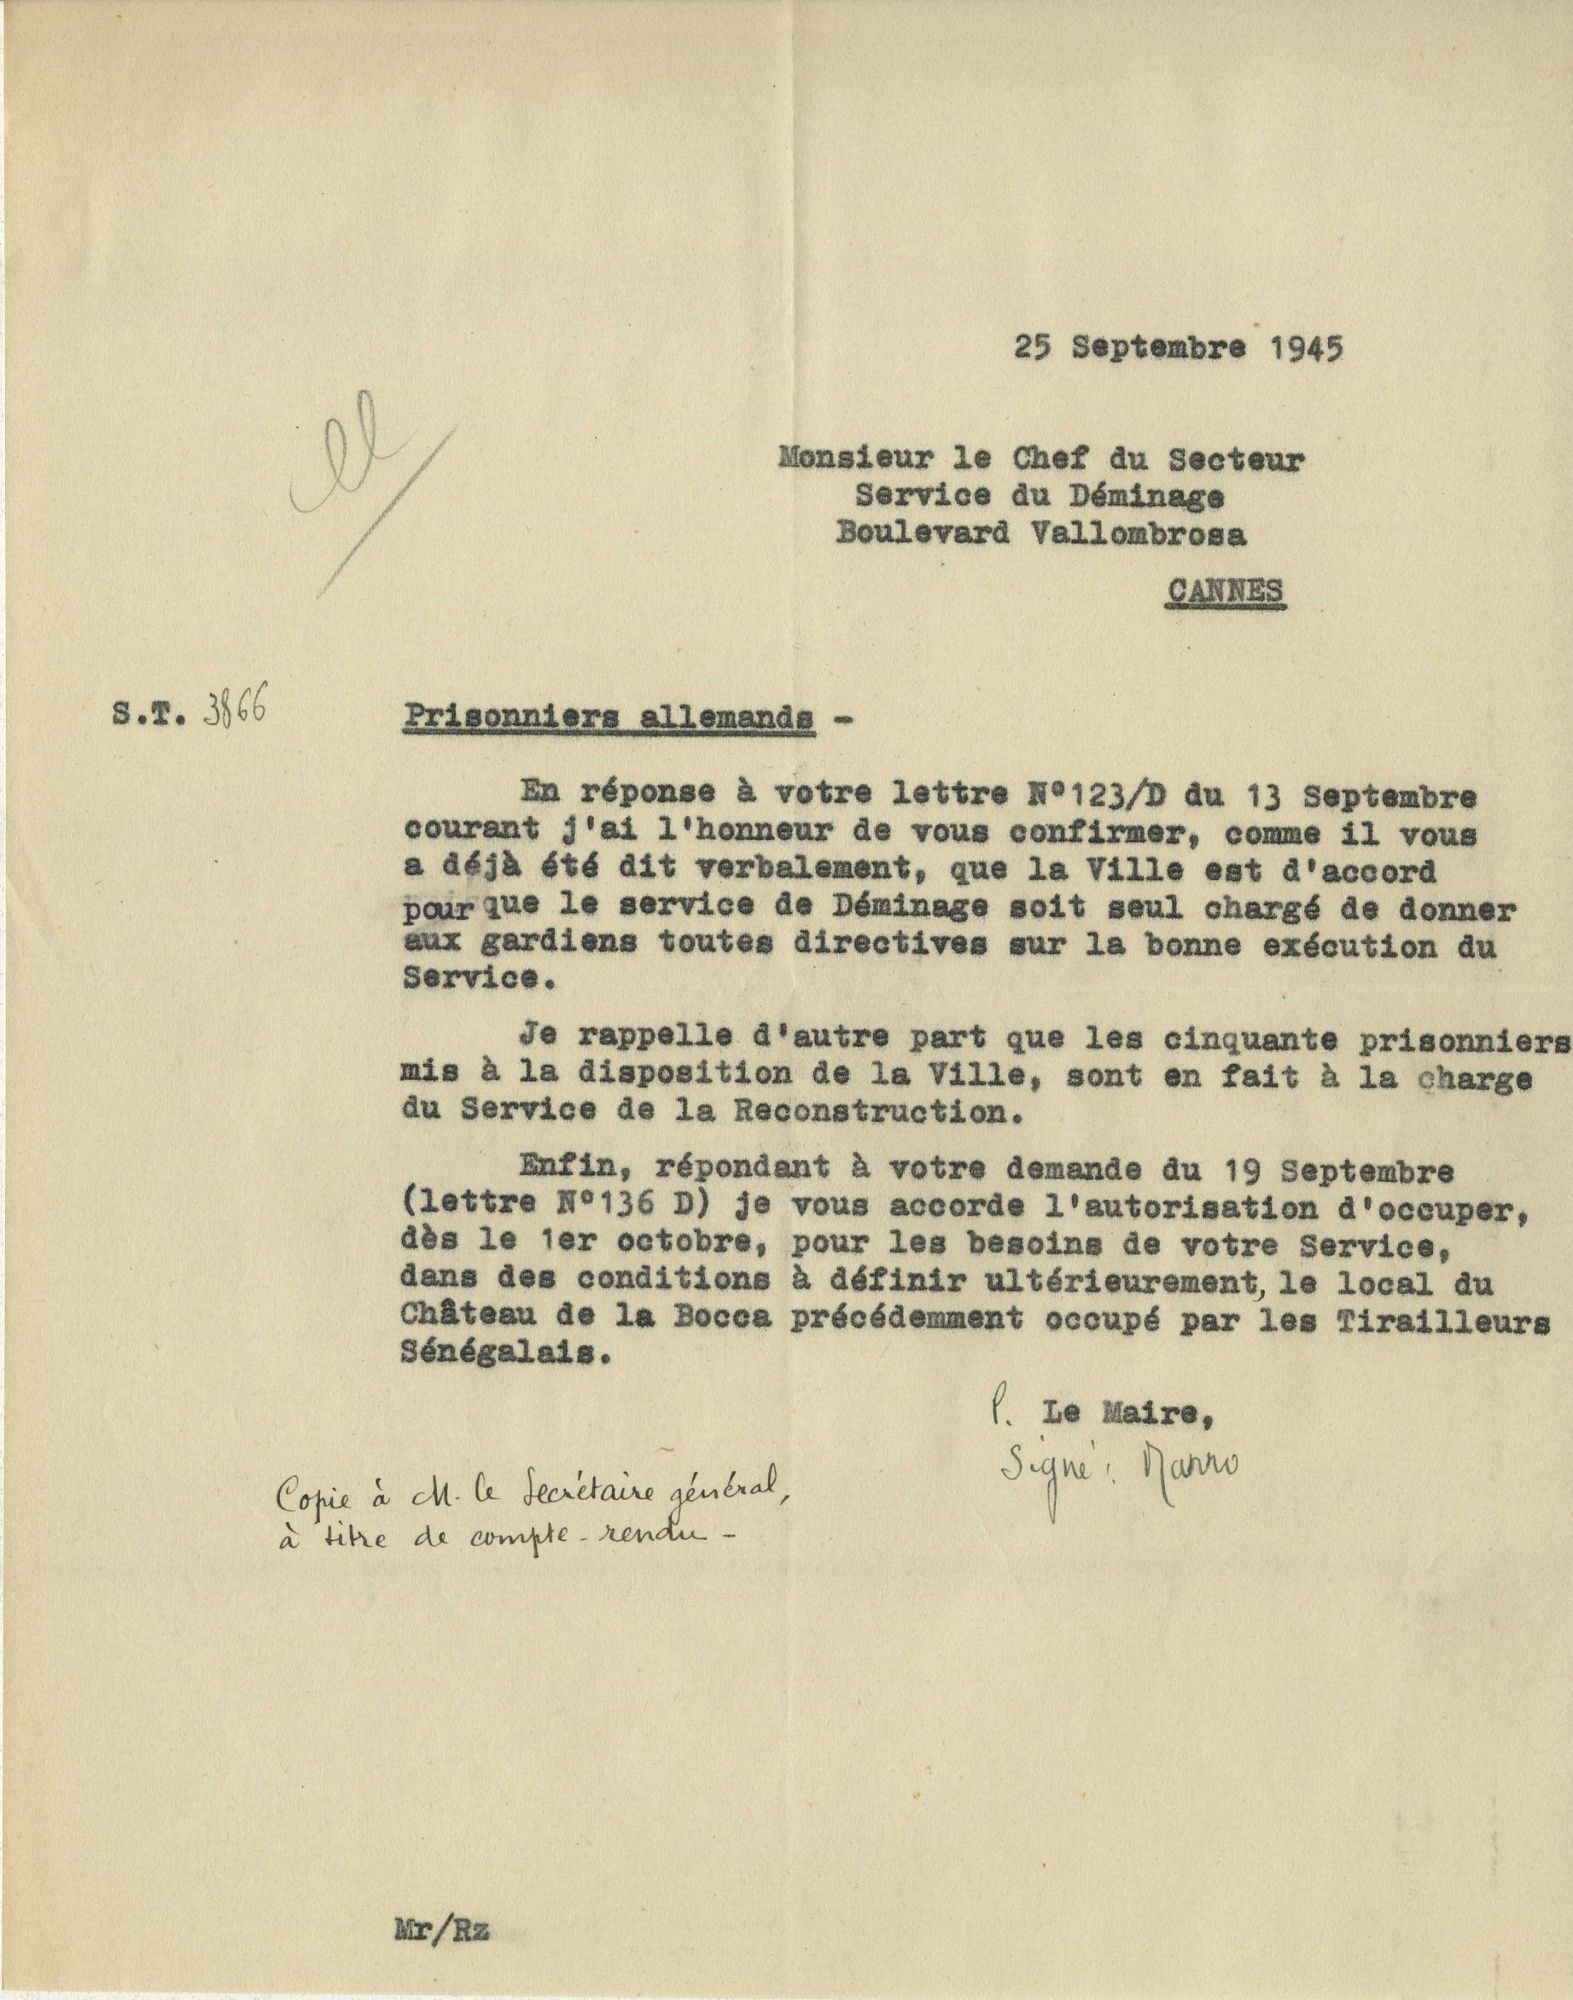 25 Septembre 1945
Monsieur le Chef du Secteur
Service du Déminage
Boulevard Vallombrosa
CANNES
S.T. 3866
Prisonniers allemands -
En réponse à votre lettre N°123/D du 13 Septembre
courant j'ai l'honneur de vous confirmer, comme il vous
a déjà été dit verbalement, que la Ville est d'accord
pour que le service de Déminage soit seul chargé de donner
aux gardiens toutes directives sur la bonne exécution du
Service.
Je rappelle d'autre part que les cinquante prisonniers
mis à la disposition de la Ville, sont en fait à la charge
du Service de la Reconstruction.
Enfin, répondant à votre demande du 19 Septembre
(lettre N°136 D) je vous accorde l'autorisation d'occuper,
dès le 1er octobre, pour les besoins de votre Service,
dans des conditions à définir ultérieurement, le local du
Château de la Bocca précédemment occupé par les Tirailleurs
Sénégalais.
P. Le Maire,
Signé :
Copie à M. le Secrétaire général,
à titre de compte-rendu -
Mr/Rz